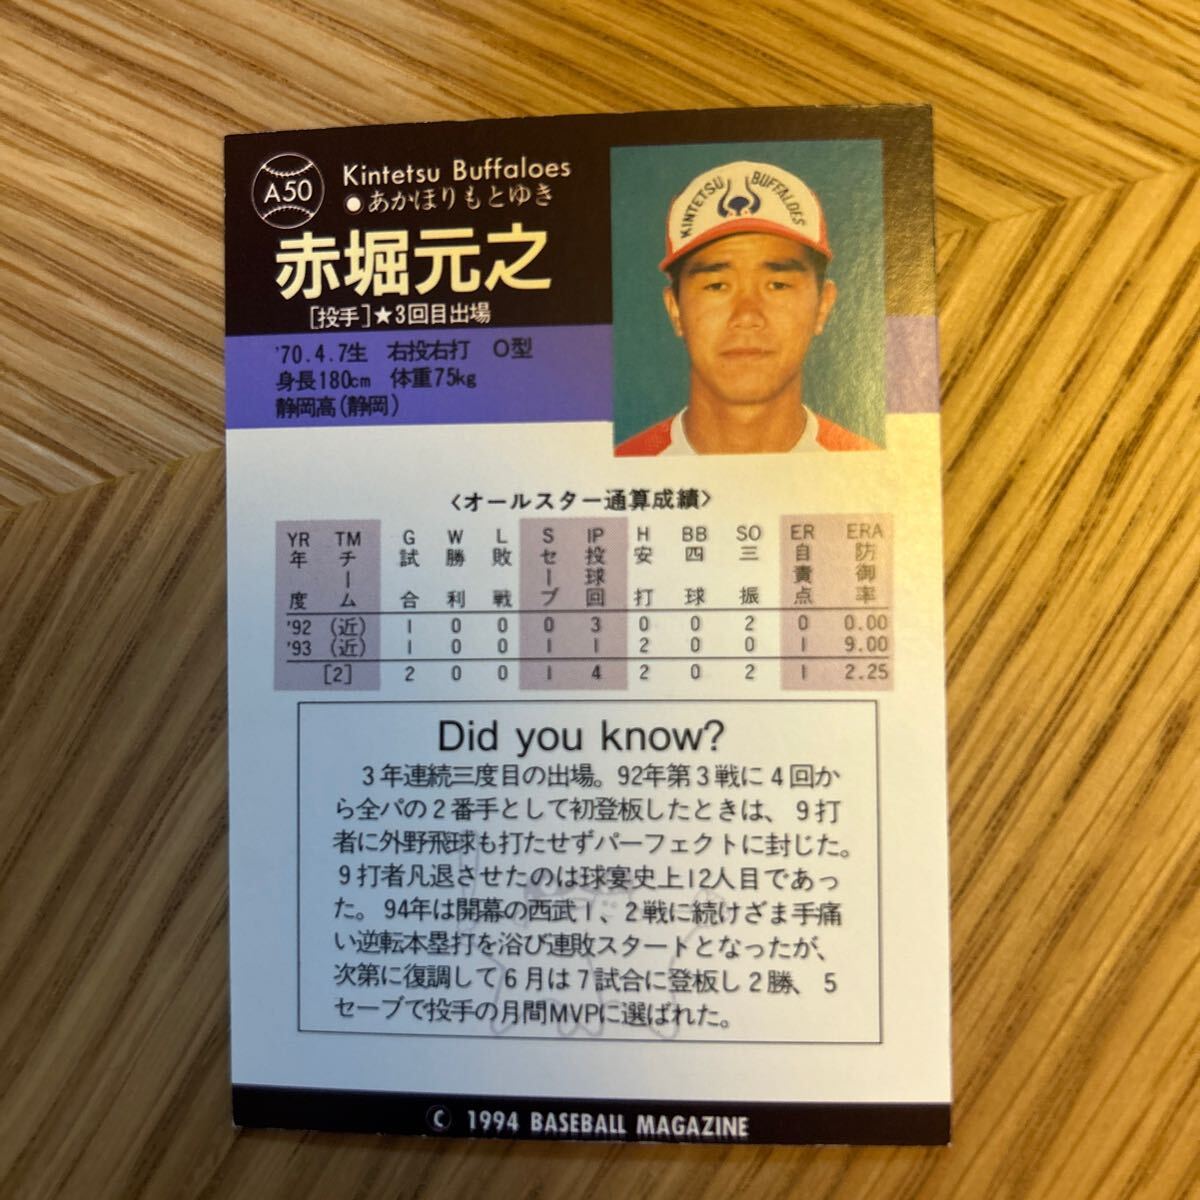 A50
Kintetsu Buffaloes
●あかほりもとゆき
赤堀元之
[投手]★3回目出場
'70.4.7生 右投右打 O型
身長180cm 体重75kg
静岡高(静岡)
KINTETSU BUFFALOES
〈オールスター通算成績〉
YR TM G W L S IP H BB SO ER ERA
年度 チーム 試合 勝利 敗戦 セーブ 投球回 安打 四球 三振 自責点 防御率
'92 (近) 1 0 0 0 3 0 0 2 0 0.00
'93 (近) 1 0 0 1 1 2 0 0 1 9.00
[2] 2 0 0 1 4 2 0 2 1 2.25
Did you know?
3年連続三度目の出場。92年第3戦に4回か
ら全パの2番手として初登板したときは、9打
者に外野飛球も打たせずパーフェクトに封じた。
9打者凡退させたのは球宴史上12人目であっ
た。94年は開幕の西武1、2戦に続けざま手痛
い逆転本塁打を浴び連敗スタートとなったが、
次第に復調して6月は7試合に登板し2勝、5
セーブで投手の月間MVPに選ばれた。
© 1994 BASEBALL MAGAZINE